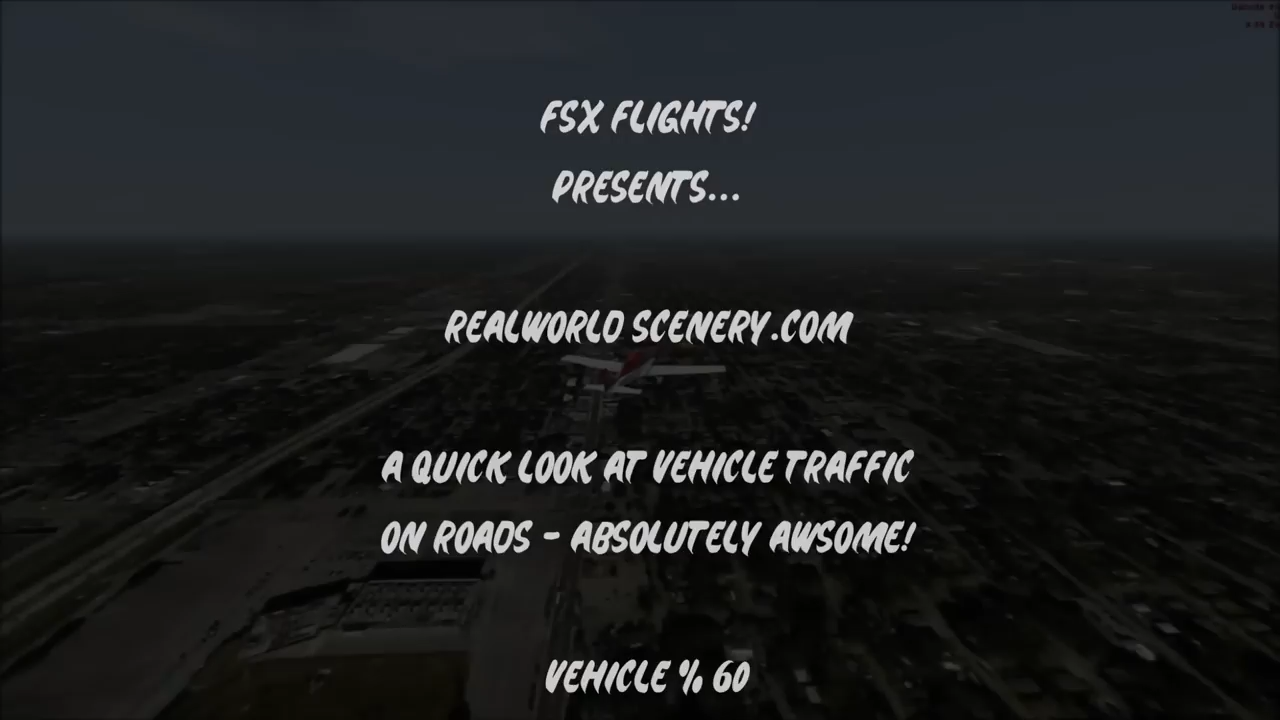 FSX FLIGHTS!
PRESENTS...
REALWORLD SCENERY.COM
A QUICK LOOK AT VEHICLE TRAFFIC
ON ROADS - ABSOLUTELY AWSOME!
VEHICLE % 60